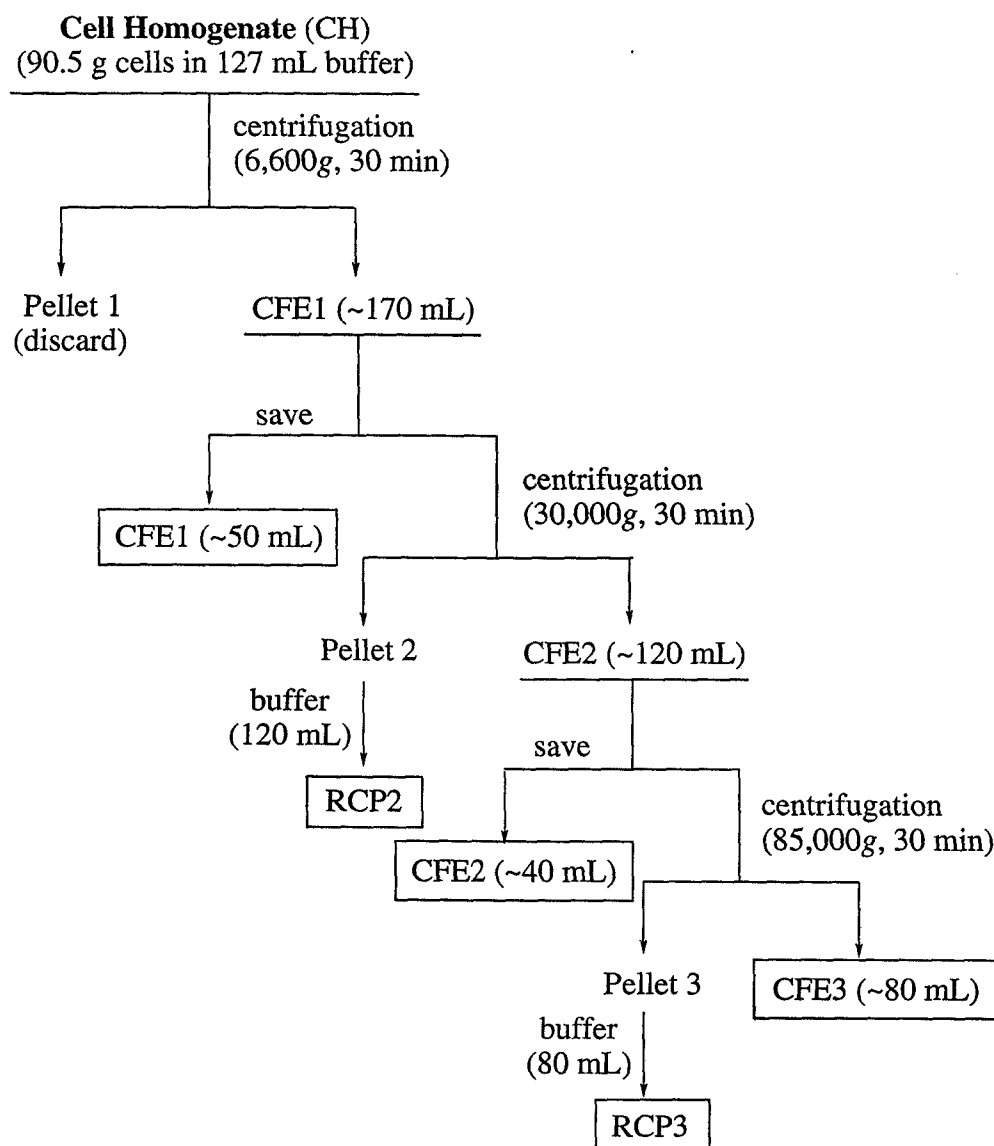 Cell Homogenate (CH)
(90.5 g cells in 127 mL buffer)
centrifugation
(6,600g, 30 min)
Pellet 1
(discard)
CFE1 (~170 mL)
save
centrifugation
(30,000g, 30 min)
CFE1 (~50 mL)
Pellet 2
CFE2 (~120 mL)
buffer
(120 mL)
save
RCP2
centrifugation
(85,000g, 30 min)
CFE2 (~40 mL)
Pellet 3
CFE3 (~80 mL)
buffer
(80 mL)
RCP3